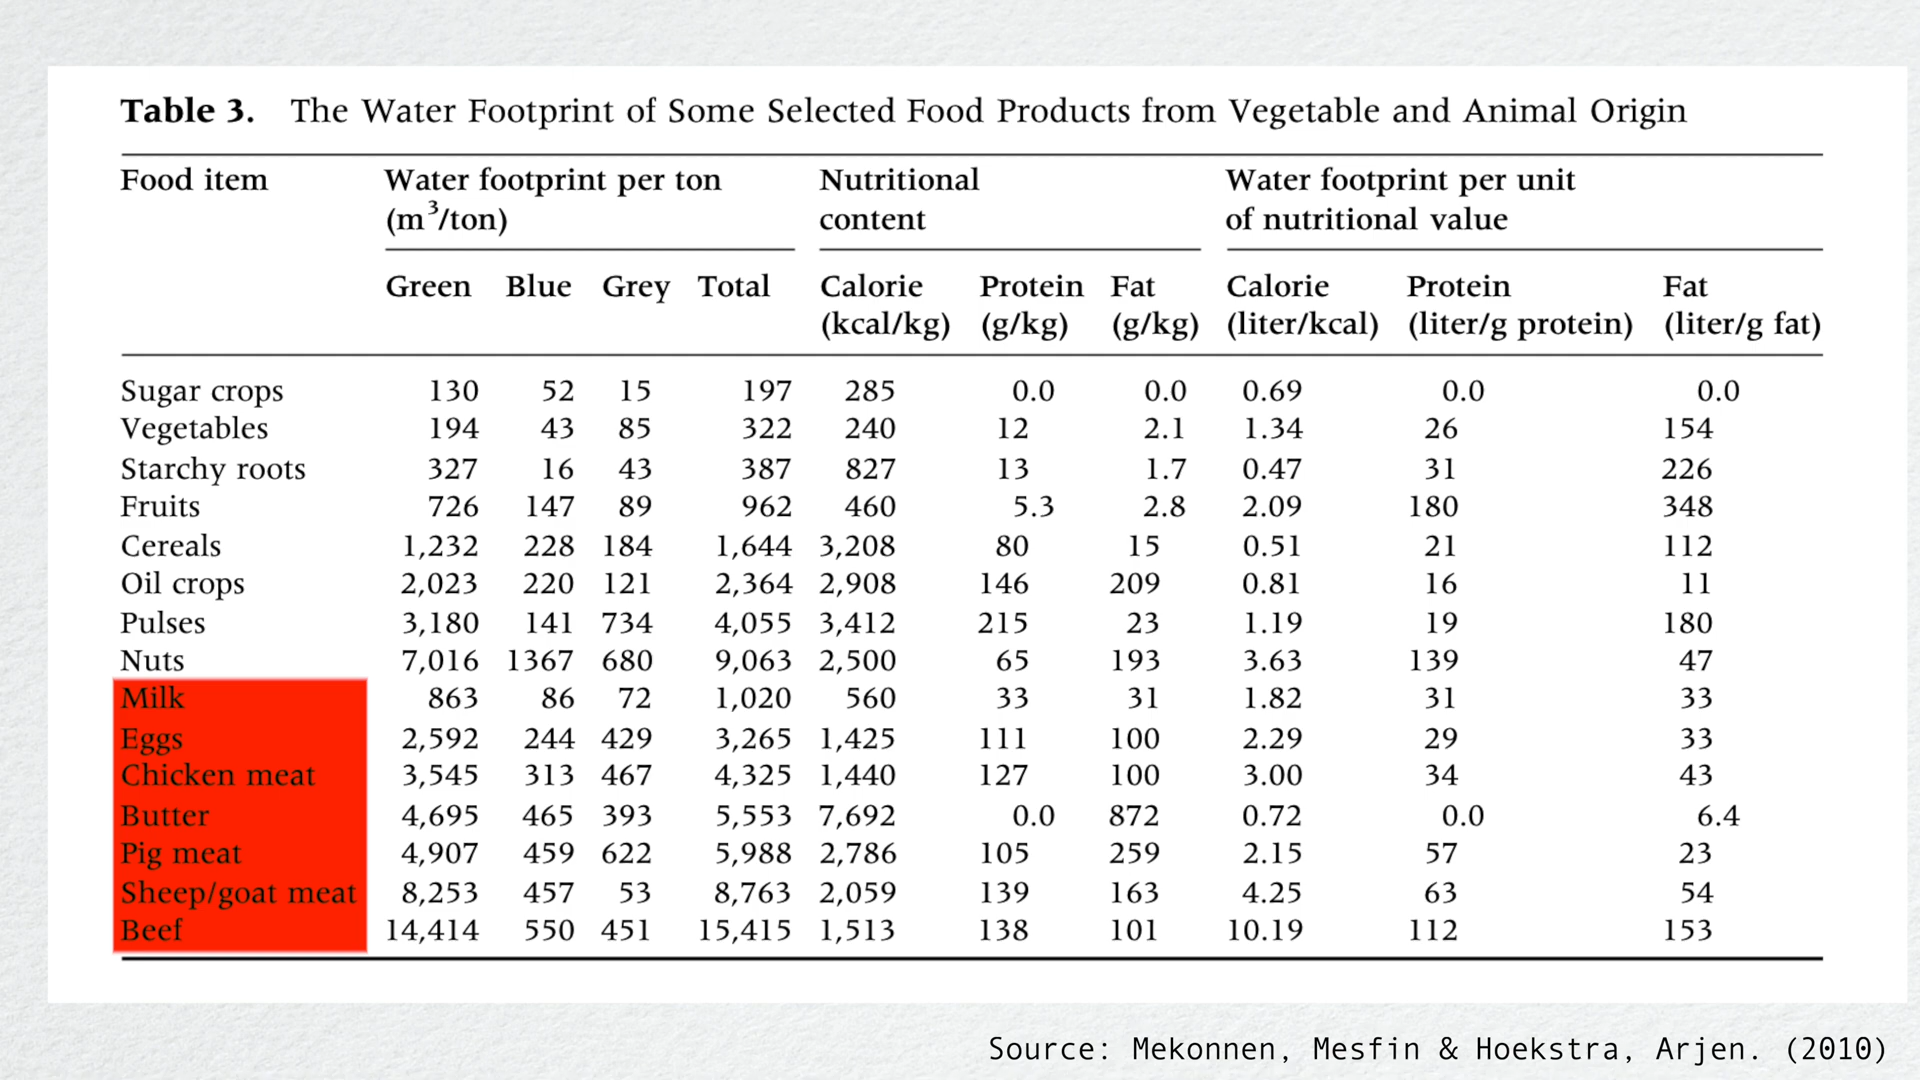 Table 3. The Water Footprint of Some Selected Food Products from Vegetable and Animal Origin
Food item Water footprint per ton (m³/ton) Nutritional content Water footprint per unit of nutritional value
Green Blue Grey Total Calorie (kcal/kg) Protein (g/kg) Fat (g/kg) Calorie (liter/kcal) Protein (liter/g protein) Fat (liter/g fat)
Sugar crops 130 52 15 197 285 0.0 0.0 0.69 0.0 0.0
Vegetables 194 43 85 322 240 12 2.1 1.34 26 154
Starchy roots 327 16 43 387 827 13 1.7 0.47 31 226
Fruits 726 147 89 962 460 5.3 2.8 2.09 180 348
Cereals 1,232 228 184 1,644 3,208 80 15 0.51 21 112
Oil crops 2,023 220 121 2,364 2,908 146 209 0.81 16 11
Pulses 3,180 141 734 4,055 3,412 215 23 1.19 19 180
Nuts 7,016 1367 680 9,063 2,500 65 193 3.63 139 47
Milk 863 86 72 1,020 560 33 31 1.82 31 33
Eggs 2,592 244 429 3,265 1,425 111 100 2.29 29 33
Chicken meat 3,545 313 467 4,325 1,440 127 100 3.00 34 43
Butter 4,695 465 393 5,553 7,692 0.0 872 0.72 0.0 6.4
Pig meat 4,907 459 622 5,988 2,786 105 259 2.15 57 23
Sheep/goat meat 8,253 457 53 8,763 2,059 139 163 4.25 63 54
Beef 14,414 550 451 15,415 1,513 138 101 10.19 112 153
Source: Mekonnen, Mesfin & Hoekstra, Arjen. (2010)